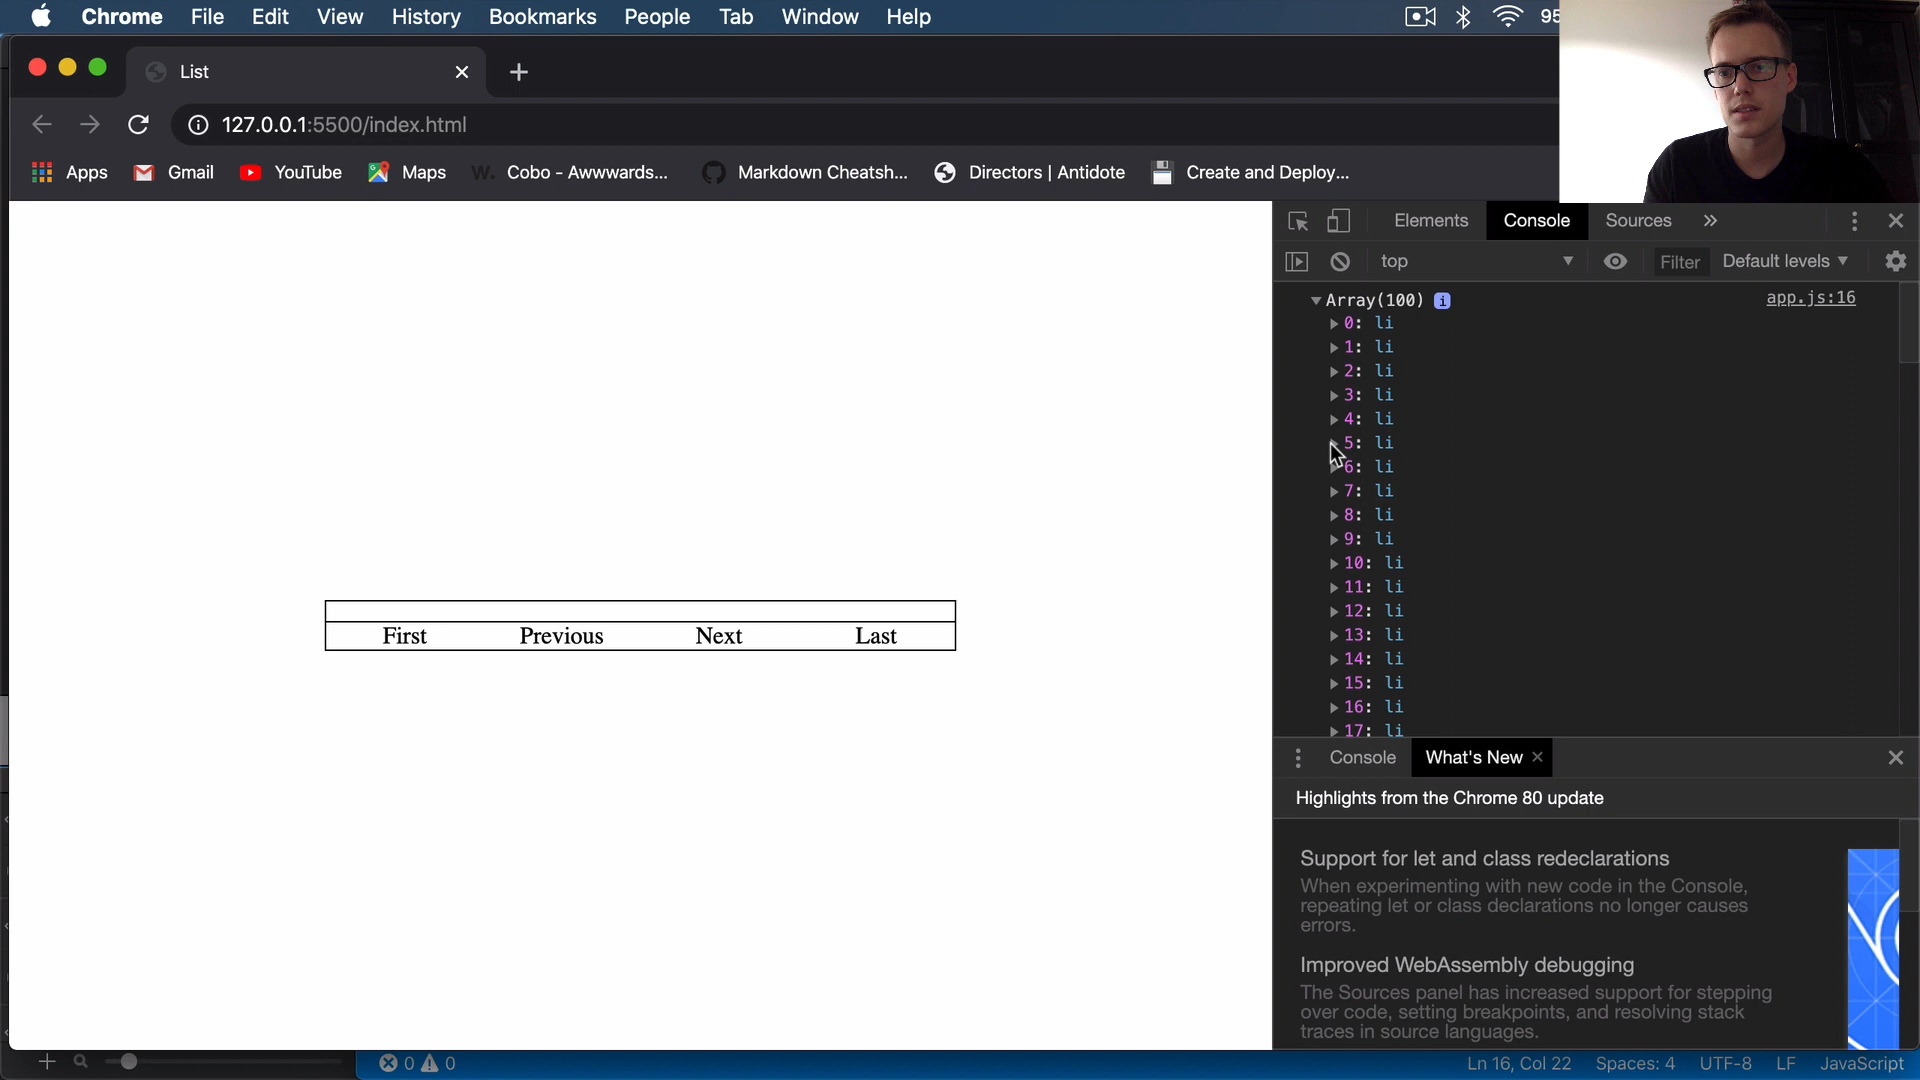 Chrome File Edit View History Bookmarks People Tab Window Help
List
127.0.0.1:5500/index.html
Apps Gmail YouTube Maps W. Cobo - Awwwards... Markdown Cheatsh... Directors | Antidote Create and Deploy...
Elements Console Sources
top Filter Default levels
Array(100) i app.js:16
0: li
1: li
2: li
3: li
4: li
5: li
6: li
7: li
8: li
9: li
10: li
11: li
12: li
13: li
14: li
15: li
16: li
17: li
First Previous Next Last
Console What's New
Highlights from the Chrome 80 update
Support for let and class redeclarations
When experimenting with new code in the Console,
repeating let or class declarations no longer causes
errors.
Improved WebAssembly debugging
The Sources panel has increased support for stepping
over code, setting breakpoints, and resolving stack
traces in source languages.
0 0 Ln 16, Col 22 Spaces: 4 UTF-8 LF JavaScript